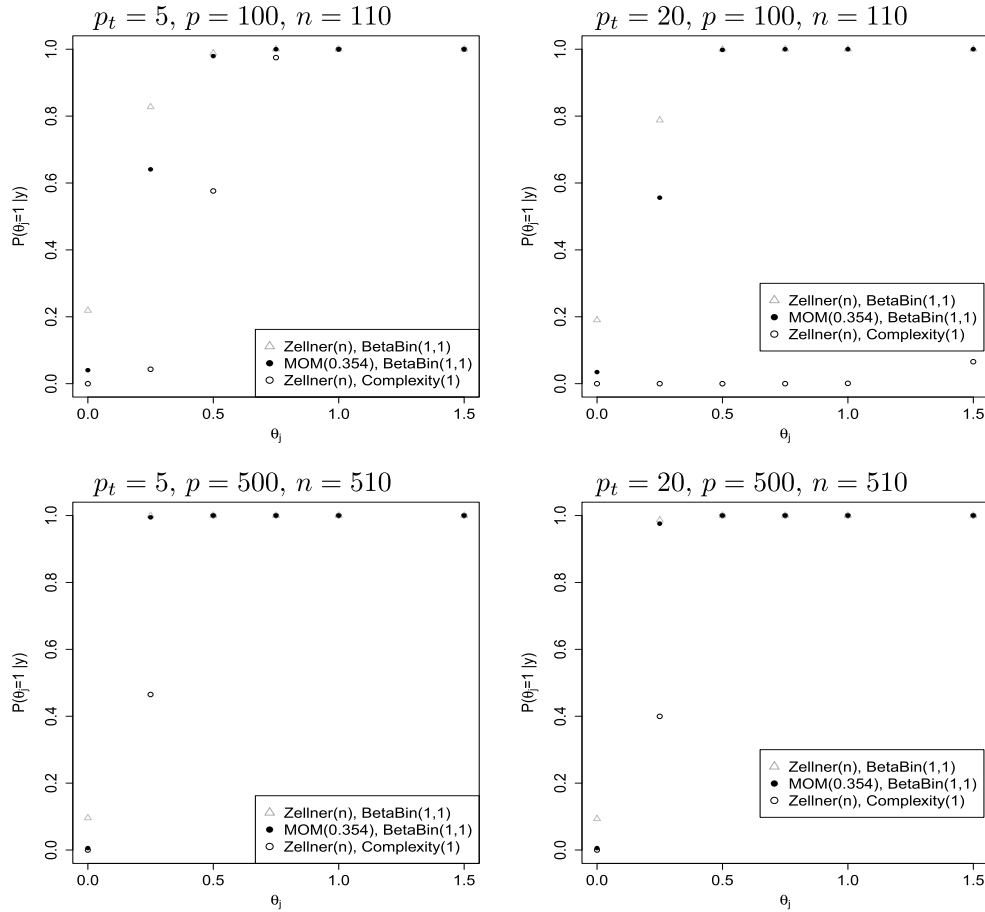 p_t = 5, p = 100, n = 110
1.0
0.8
0.6
0.4
0.2
0.0
P(θ_j=1 |y)
Zellner(n), BetaBin(1,1)
MOM(0.354), BetaBin(1,1)
Zellner(n), Complexity(1)
0.0 0.5 1.0 1.5
θ_j
p_t = 20, p = 100, n = 110
1.0
0.8
0.6
0.4
0.2
0.0
P(θ_j=1 |y)
Zellner(n), BetaBin(1,1)
MOM(0.354), BetaBin(1,1)
Zellner(n), Complexity(1)
0.0 0.5 1.0 1.5
θ_j
p_t = 5, p = 500, n = 510
1.0
0.8
0.6
0.4
0.2
0.0
P(θ_j=1 |y)
Zellner(n), BetaBin(1,1)
MOM(0.354), BetaBin(1,1)
Zellner(n), Complexity(1)
0.0 0.5 1.0 1.5
θ_j
p_t = 20, p = 500, n = 510
1.0
0.8
0.6
0.4
0.2
0.0
P(θ_j=1 |y)
Zellner(n), BetaBin(1,1)
MOM(0.354), BetaBin(1,1)
Zellner(n), Complexity(1)
0.0 0.5 1.0 1.5
θ_j